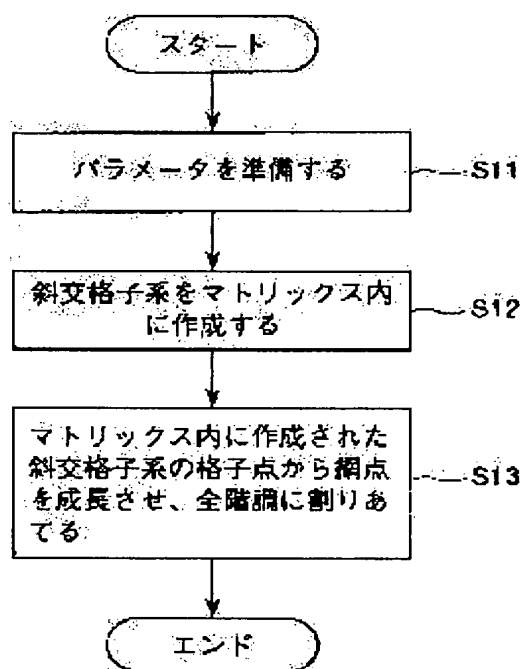 スタート
パラメータを準備する
S11
斜交格子系をマトリックス内
に作成する
S12
マトリックス内に作成された
斜交格子系の格子点から網点
を成長させ、全階調に割りあ
てる
S13
エンド